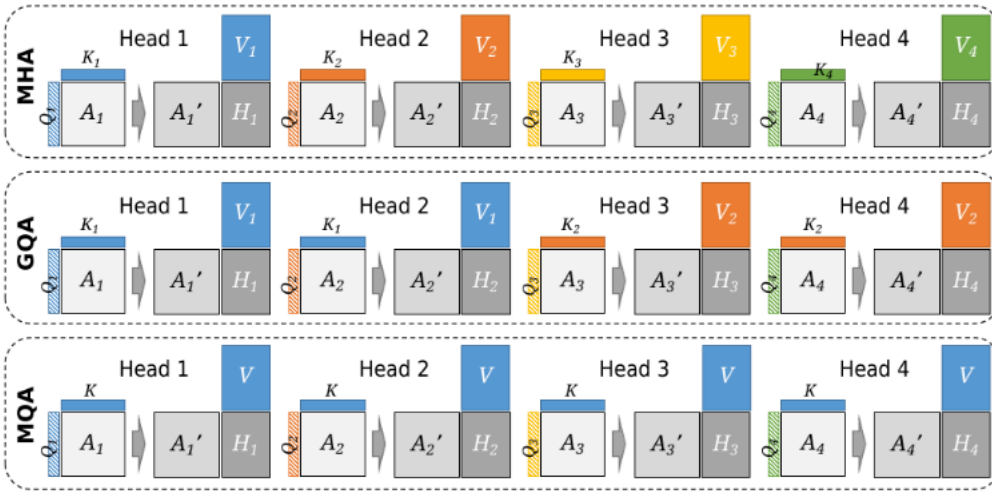 MHA
Head 1 V₁ Head 2 V₂ Head 3 V₃ Head 4 V₄
K₁ K₂ K₃ K₄
Q₁ A₁ A₁′ H₁ Q₂ A₂ A₂′ H₂ Q₃ A₃ A₃′ H₃ Q₄ A₄ A₄′ H₄
GQA
Head 1 V₁ Head 2 V₁ Head 3 V₂ Head 4 V₂
K₁ K₁ K₂ K₂
Q₁ A₁ A₁′ H₁ Q₂ A₂ A₂′ H₂ Q₃ A₃ A₃′ H₃ Q₄ A₄ A₄′ H₄
MQA
Head 1 V Head 2 V Head 3 V Head 4 V
K K K K
Q₁ A₁ A₁′ H₁ Q₂ A₂ A₂′ H₂ Q₃ A₃ A₃′ H₃ Q₄ A₄ A₄′ H₄